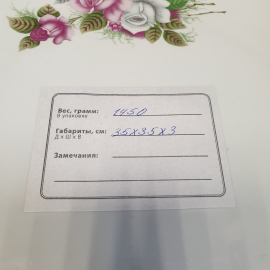 Вес, грамм: 1450
В упаковке
Габариты, см: 35х35х3
Д х Ш х В
Замечания: